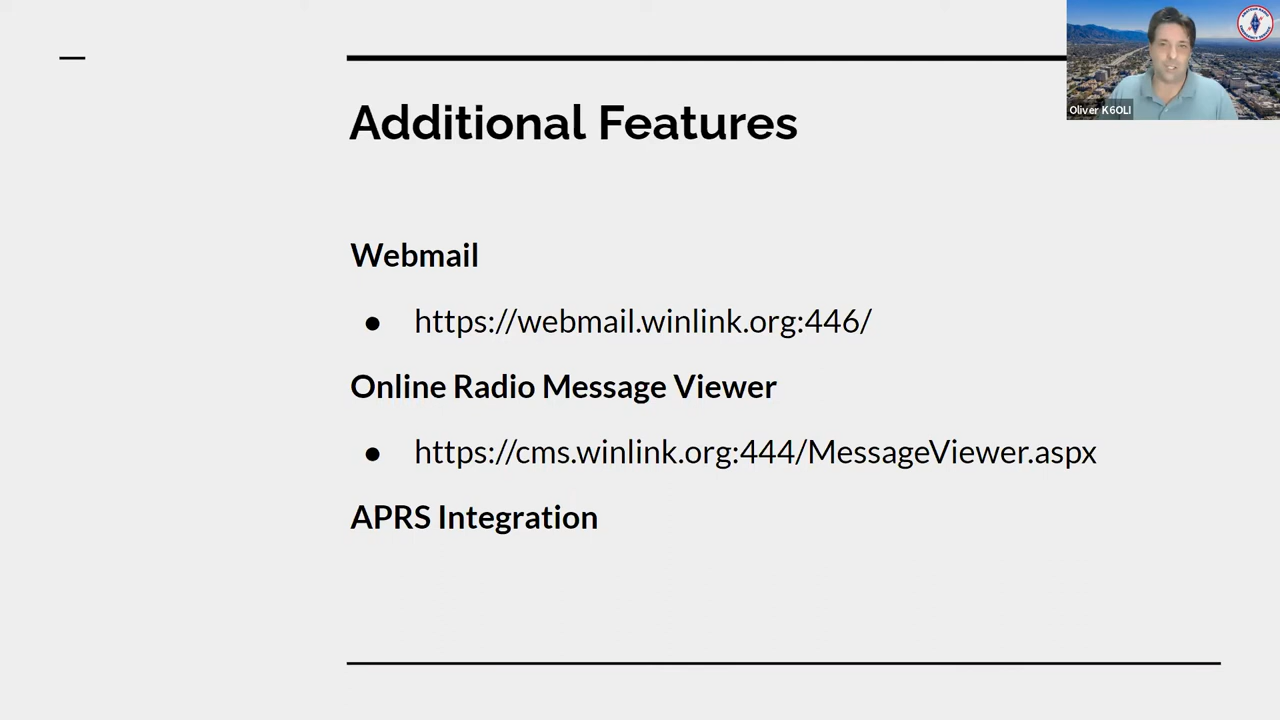 Additional Features
Oliver K6OLI
Webmail
● https://webmail.winlink.org:446/
Online Radio Message Viewer
● https://cms.winlink.org:444/MessageViewer.aspx
APRS Integration